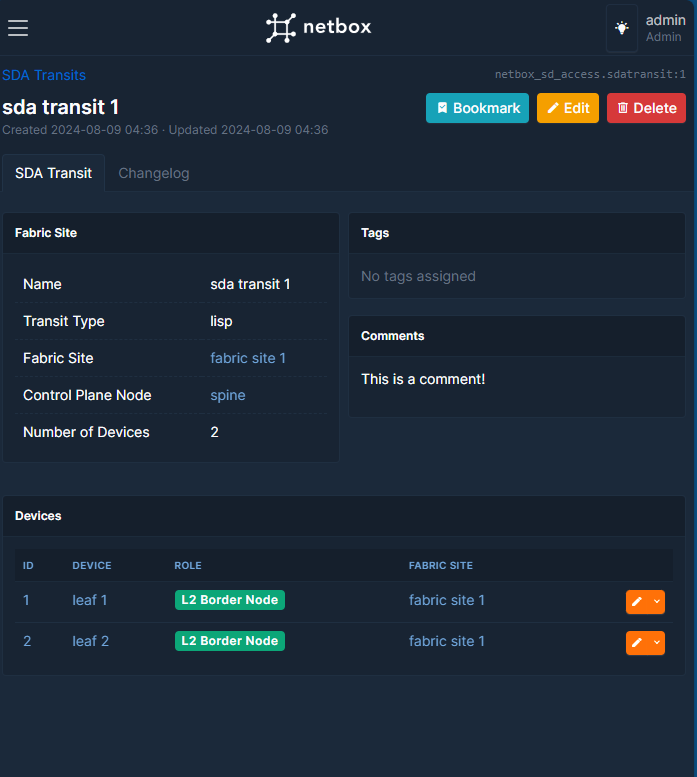 netbox
admin
Admin
SDA Transits
netbox_sd_access.sdatransit:1
sda transit 1
Bookmark
Edit
Delete
Created 2024-08-09 04:36 · Updated 2024-08-09 04:36
SDA Transit
Changelog
Fabric Site
Name sda transit 1
Transit Type lisp
Fabric Site fabric site 1
Control Plane Node spine
Number of Devices 2
Tags
No tags assigned
Comments
This is a comment!
Devices
ID DEVICE ROLE FABRIC SITE
1 leaf 1 L2 Border Node fabric site 1
2 leaf 2 L2 Border Node fabric site 1